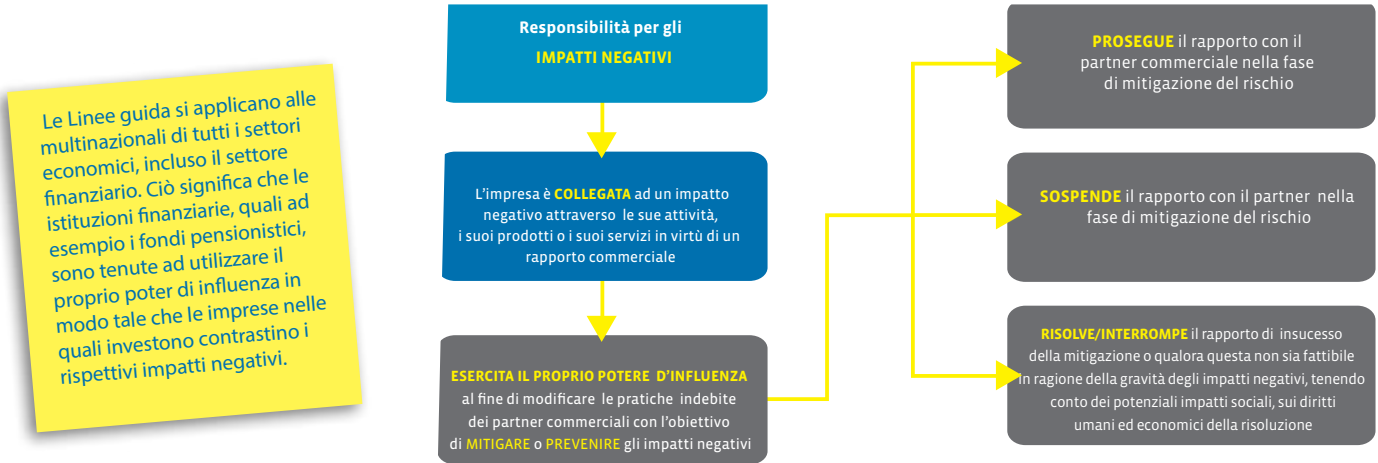 Le Linee guida si applicano alle
multinazionali di tutti i settori
economici, incluso il settore
finanziario. Ciò significa che le
istituzioni finanziarie, quali ad
esempio i fondi pensionistici,
sono tenute ad utilizzare il
proprio poter di influenza in
modo tale che le imprese nelle
quali investono contrastino i
rispettivi impatti negativi.
Responsibilità per gli
IMPATTI NEGATIVI
L'impresa è COLLEGATA ad un impatto
negativo attraverso le sue attività,
i suoi prodotti o i suoi servizi in virtù di un
rapporto commerciale
ESERCITA IL PROPRIO POTERE D'INFLUENZA
al fine di modificare le pratiche indebite
dei partner commerciali con l'obiettivo
di MITIGARE o PREVENIRE gli impatti negativi
PROSEGUE il rapporto con il
partner commerciale nella fase
di mitigazione del rischio
SOSPENDE il rapporto con il partner nella
fase di mitigazione del rischio
RISOLVE/INTERROMPE il rapporto di insucesso
della mitigazione o qualora questa non sia fattibile
in ragione della gravità degli impatti negativi, tenendo
conto dei potenziali impatti sociali, sui diritti
umani ed economici della risoluzione